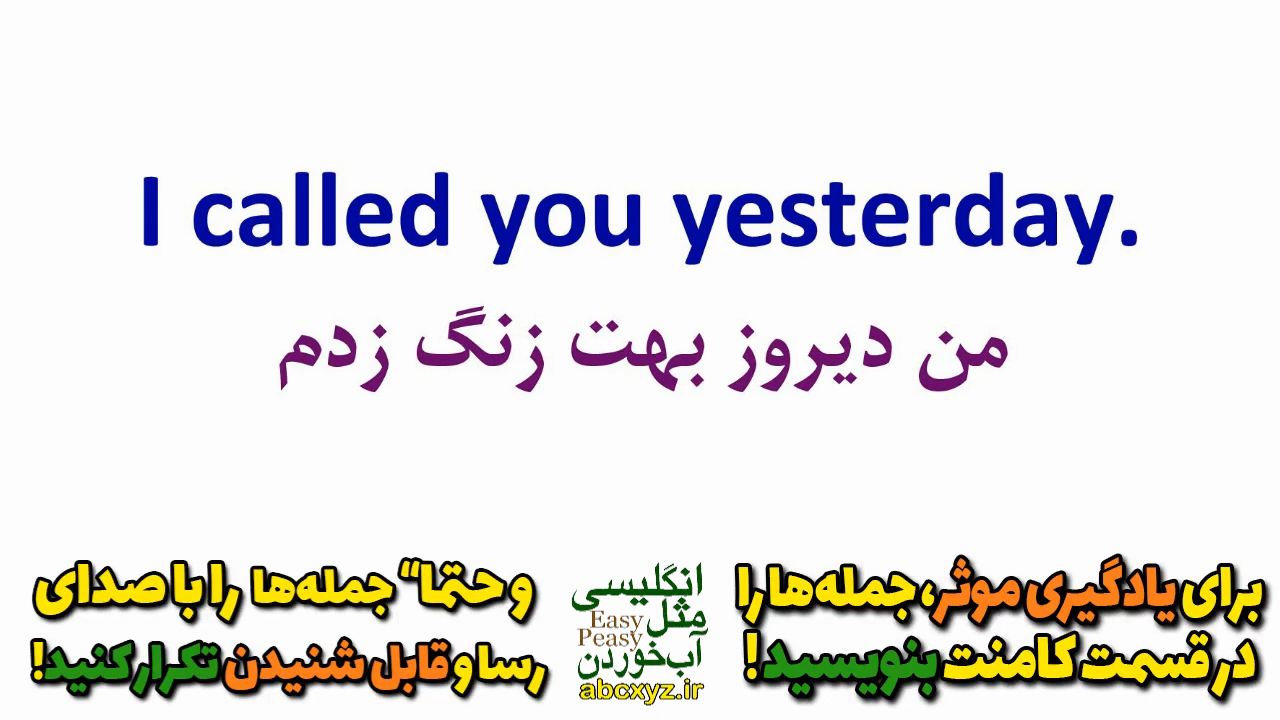 I called you yesterday.
من دیروز بهت زنگ زدم
برای یادگیری موثر، جمله‌ها را
در قسمت کامنت بنویسید!
انگلیسی
مثل
Easy
Peasy
آب خوردن
abcxyz.ir
و حتما“ جمله‌ها را با صدای
رسا و قابل شنیدن تکرار کنید!